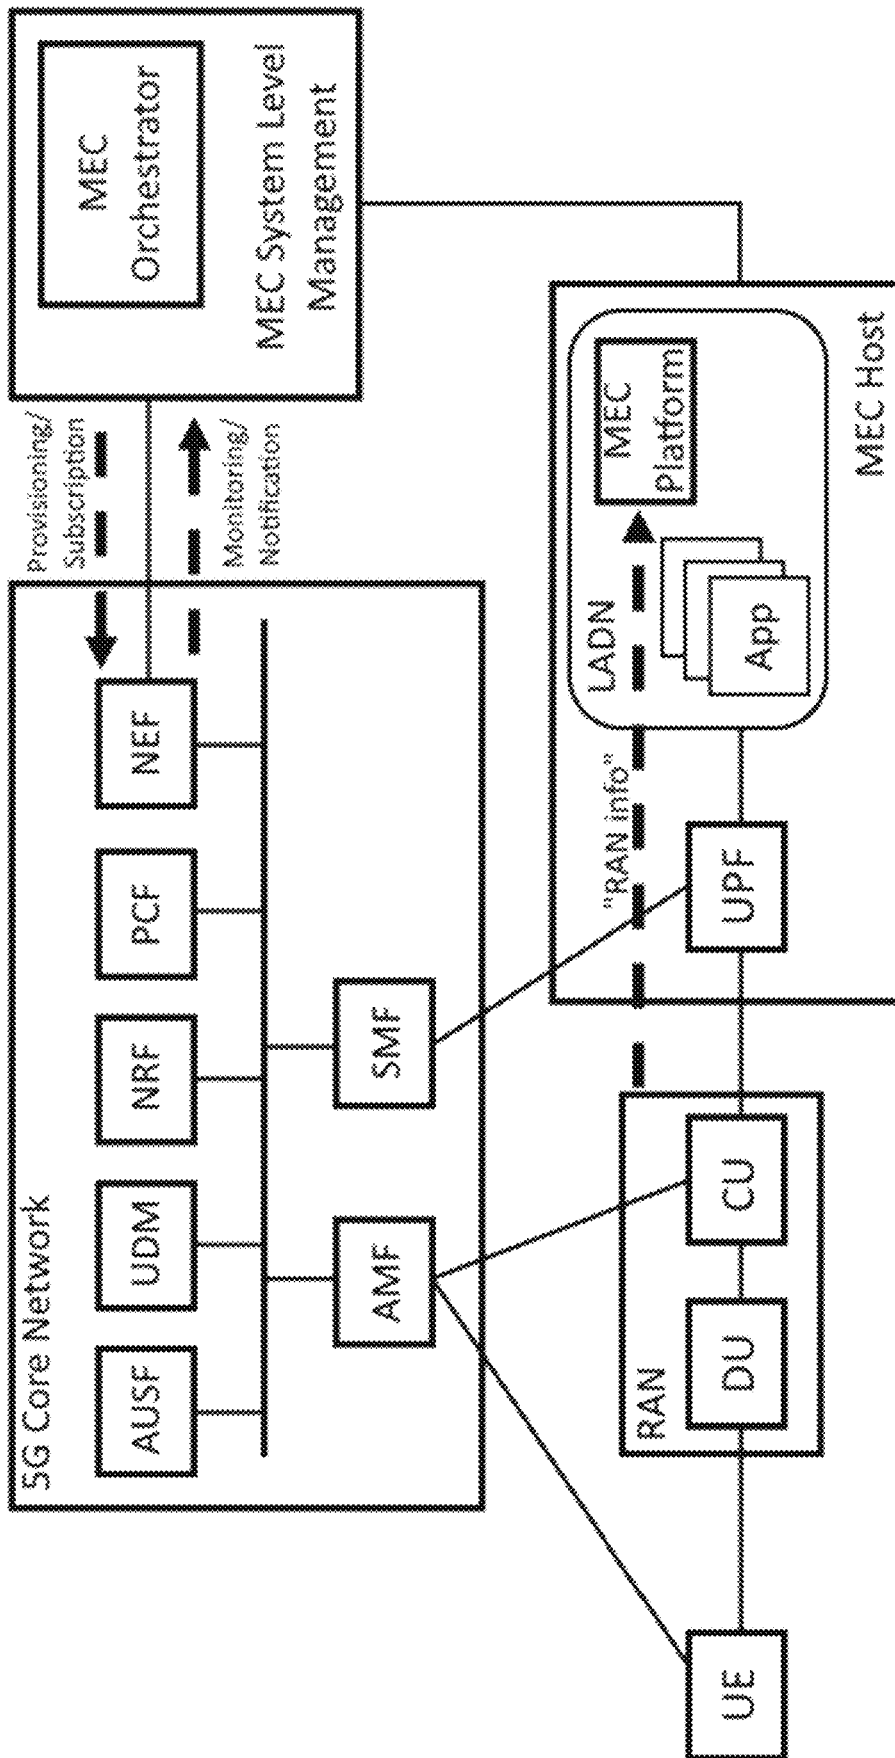 5G Core Network
AUSF
UDM
NRF
PCF
NEF
AMF
SMF
Provisioning/
Subscription
Monitoring/
Notification
MEC
Orchestrator
MEC System Level
Management
UE
RAN
DU
CU
"RAN info"
UPF
LADN
App
MEC
Platform
MEC Host